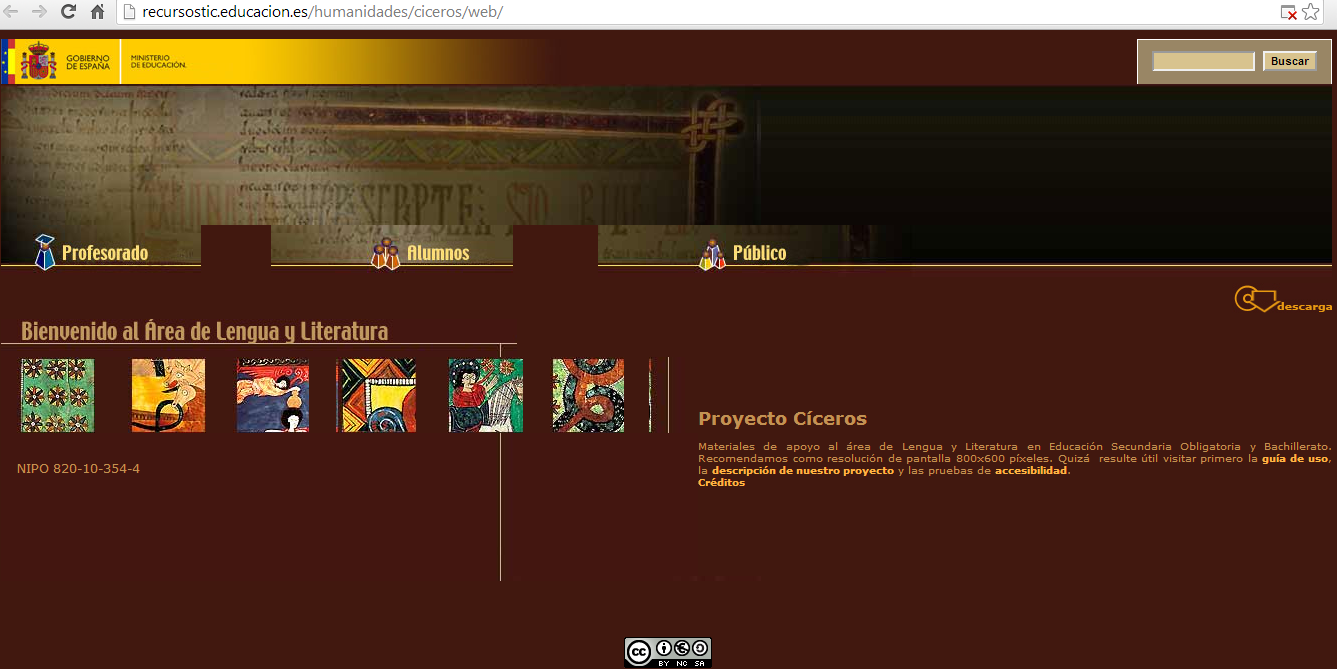 recursostic.educacion.es/humanidades/ciceros/web/
GOBIERNO
DE ESPAÑA
MINISTERIO
DE EDUCACIÓN.
Buscar
Profesorado
Alumnos
Público
descarga
Bienvenido al Área de Lengua y Literatura
Proyecto Cíceros
Materiales de apoyo al área de Lengua y Literatura en Educación Secundaria Obligatoria y Bachillerato.
Recomendamos como resolución de pantalla 800x600 píxeles. Quizá resulte útil visitar primero la guía de uso,
la descripción de nuestro proyecto y las pruebas de accesibilidad.
Créditos
NIPO 820-10-354-4
cc
BY NC SA